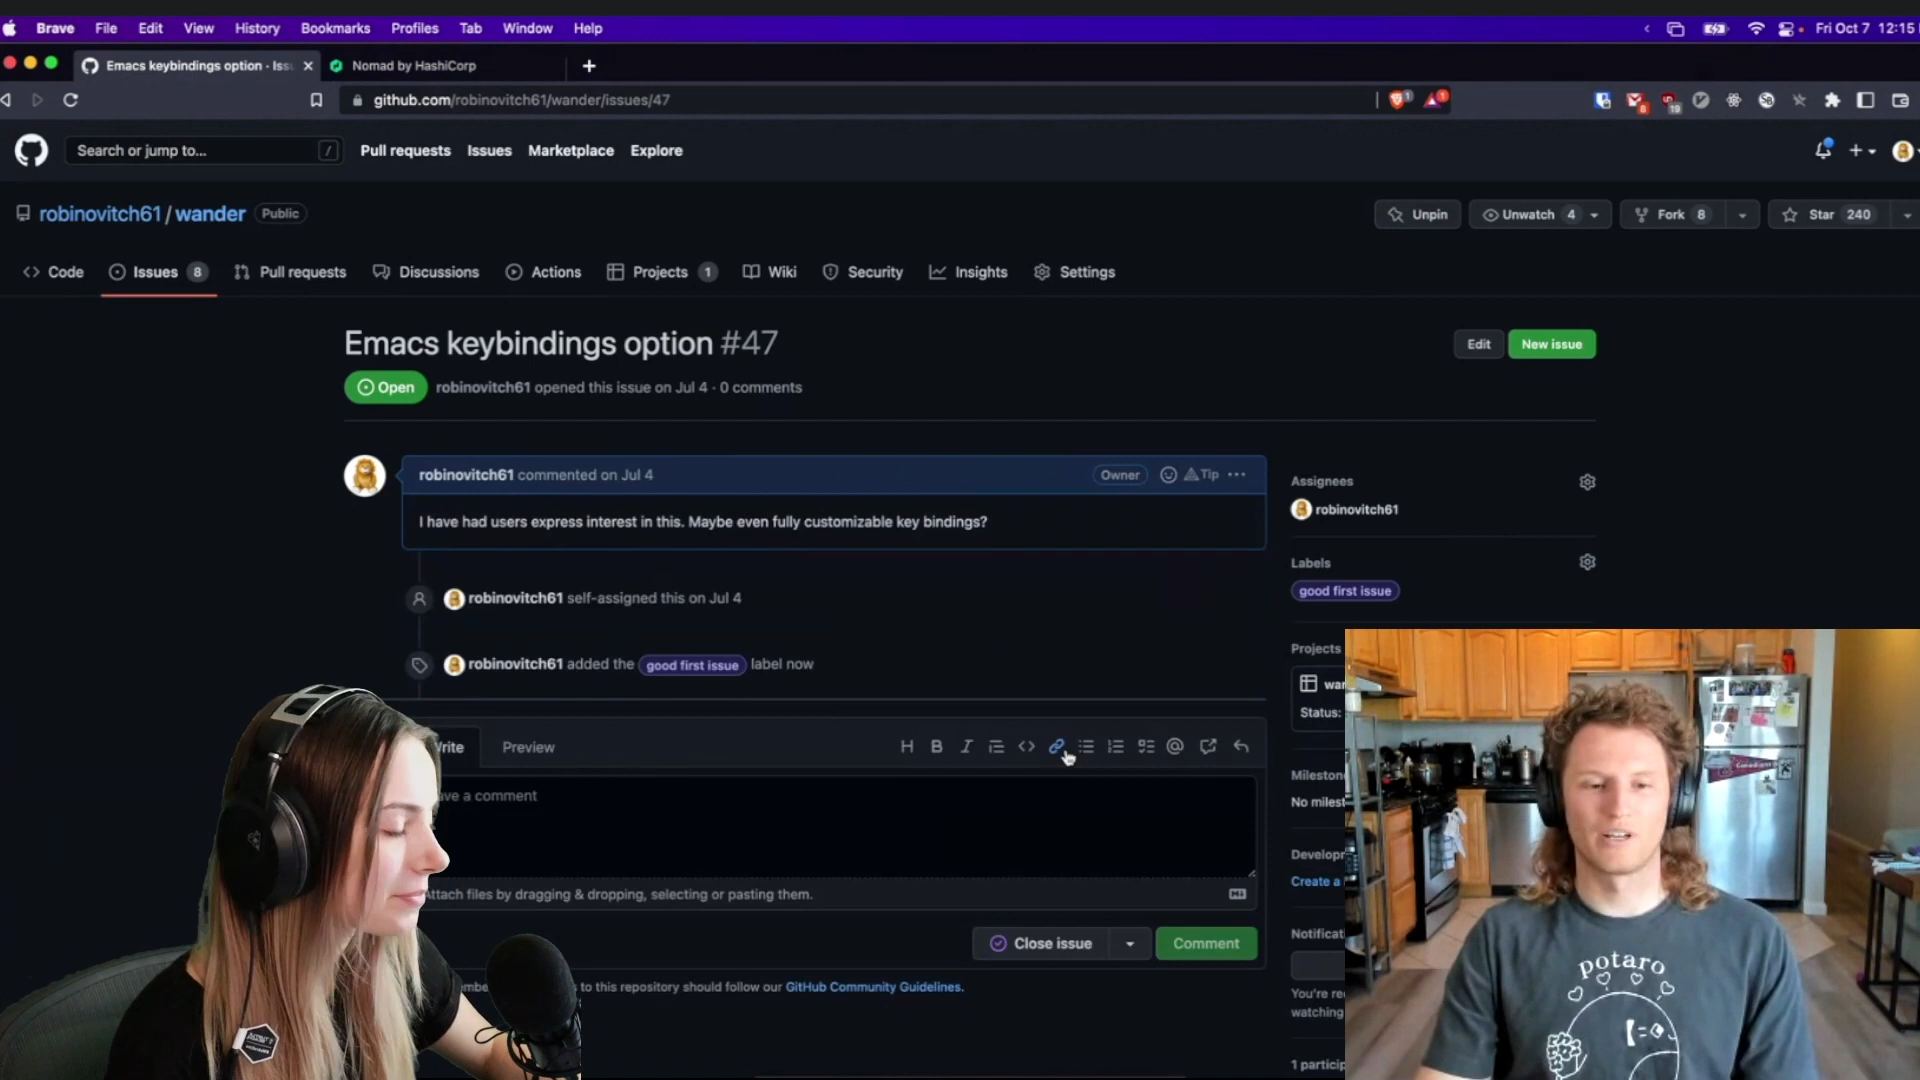 Brave File Edit View History Bookmarks Profiles Tab Window Help
Fri Oct 7 12:15
Emacs keybindings option · Iss
Nomad by HashiCorp
github.com/robinovitch61/wander/issues/47
Search or jump to... /
Pull requests Issues Marketplace Explore
robinovitch61 / wander Public
Unpin
Unwatch 4
Fork 8
Star 240
Code
Issues 8
Pull requests
Discussions
Actions
Projects 1
Wiki
Security
Insights
Settings
Emacs keybindings option #47
Edit
New issue
Open
robinovitch61 opened this issue on Jul 4 · 0 comments
robinovitch61 commented on Jul 4
Owner
Tip
I have had users express interest in this. Maybe even fully customizable key bindings?
robinovitch61 self-assigned this on Jul 4
robinovitch61 added the good first issue label now
Assignees
robinovitch61
Labels
good first issue
Projects
war
Status:
Milestone
No milest
Develop
Create a
Notificat
You're re
watching
1 particip
rite
Preview
H B I
ave a comment
ttach files by dragging & dropping, selecting or pasting them.
Close issue
Comment
to this repository should follow our GitHub Community Guidelines.
potaro